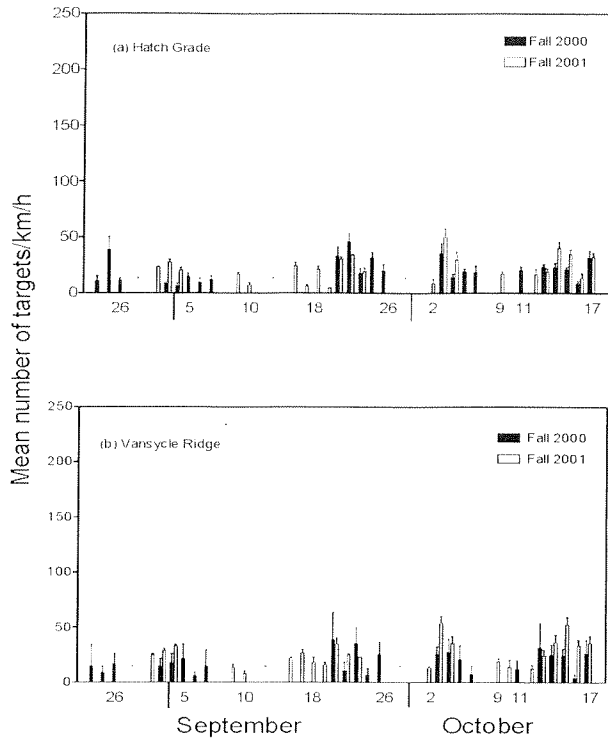 Mean number of targets/km/h
250
200
150
100
50
0
(a) Hatch Grade
Fall 2000
Fall 2001
26 5 10 18 26 2 9 11 17
250
200
150
100
50
0
(b) Vansycle Ridge
Fall 2000
Fall 2001
26 5 10 18 26 2 9 11 17
September October